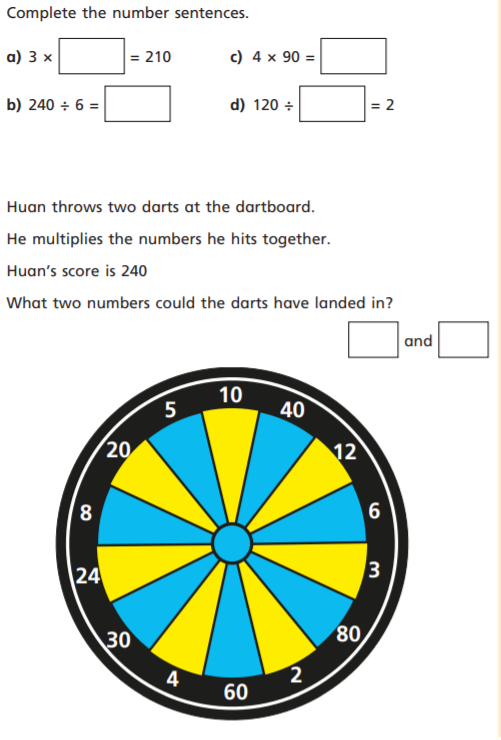 Complete the number sentences.
a) 3 × = 210
c) 4 × 90 =
b) 240 ÷ 6 =
d) 120 ÷ = 2
Huan throws two darts at the dartboard.
He multiplies the numbers he hits together.
Huan's score is 240
What two numbers could the darts have landed in?
and
10
40
12
6
3
80
2
60
4
30
24
8
20
5